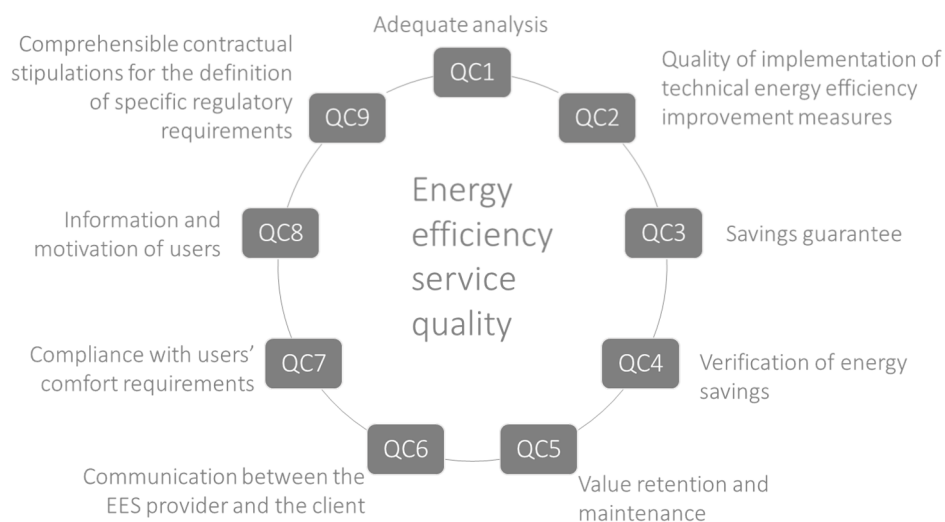 Adequate analysis
QC1
Quality of implementation of
technical energy efficiency
improvement measures
QC2
QC3
Savings guarantee
QC4
Verification of energy
savings
QC5
Value retention and
maintenance
QC6
Communication between the
EES provider and the client
QC7
Compliance with users’
comfort requirements
QC8
Information and
motivation of users
QC9
Comprehensible contractual
stipulations for the definition
of specific regulatory
requirements
Energy
efficiency
service
quality